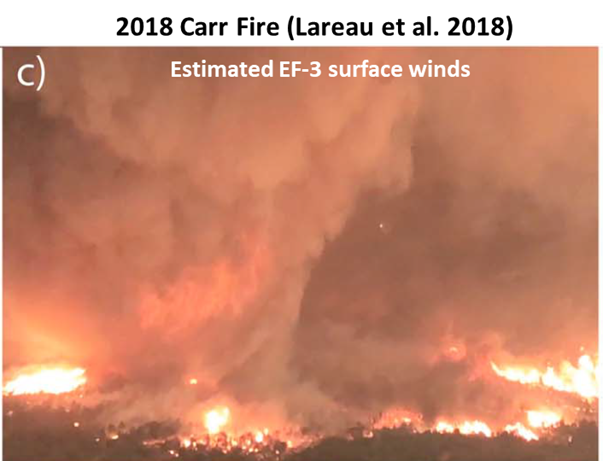 2018 Carr Fire (Lareau et al. 2018)
c)
Estimated EF-3 surface winds